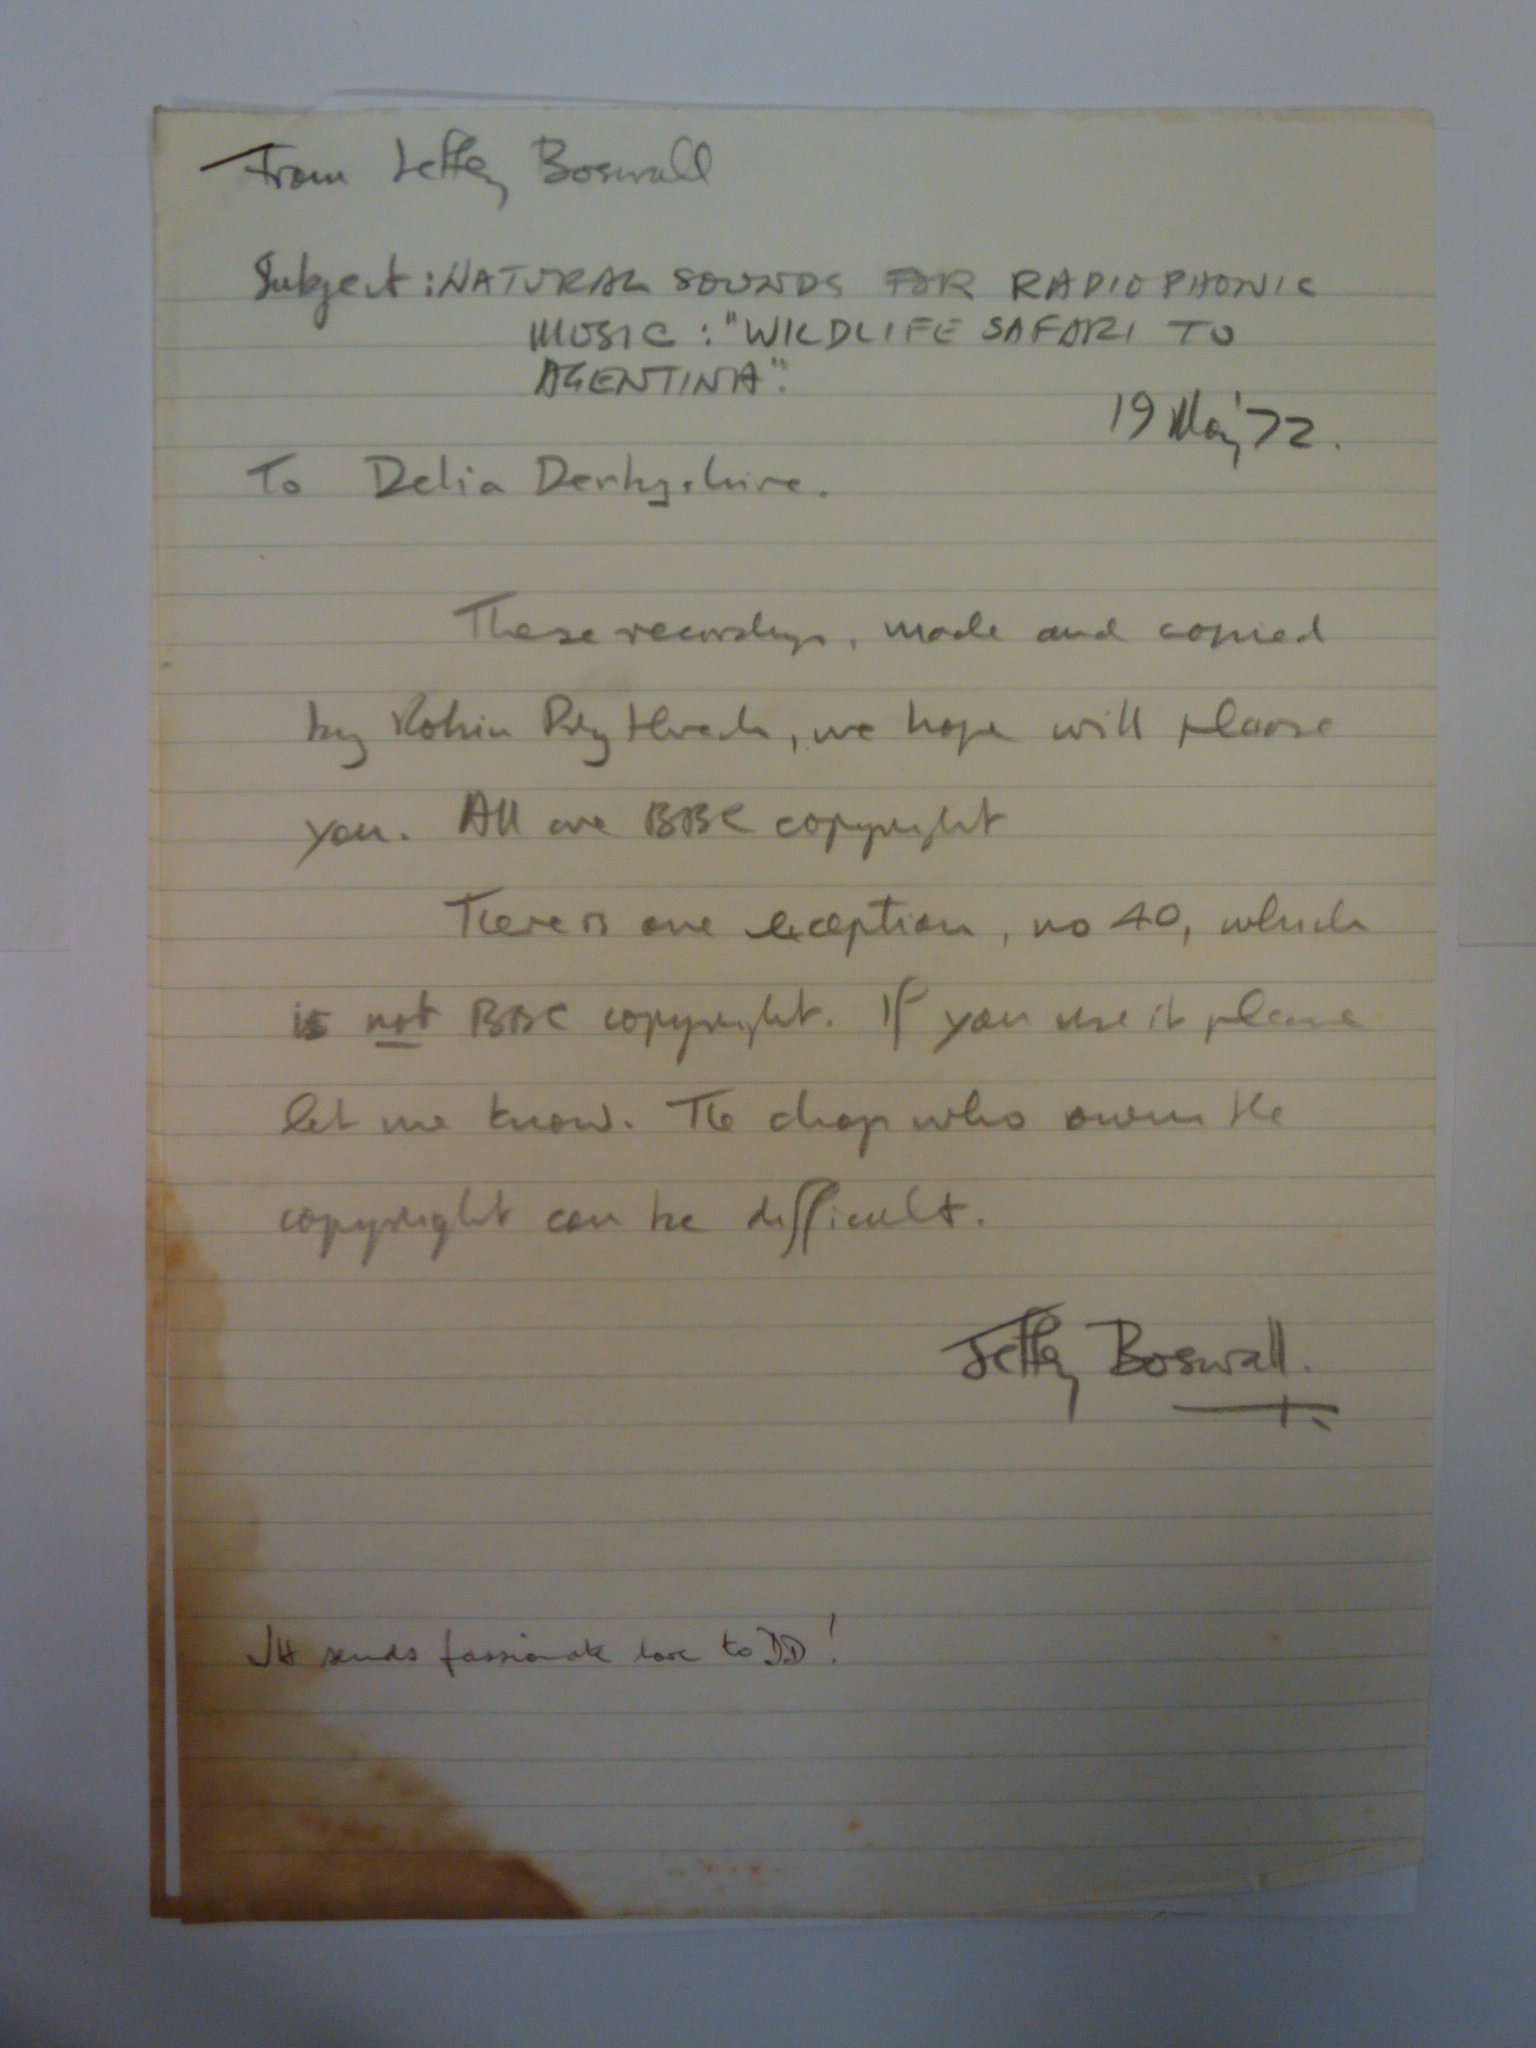 From Jeffery Boswall
Subject: NATURAL SOUNDS FOR RADIOPHONIC
MUSIC: "WILDLIFE SAFARI TO
AGENTINA".
19 May '72.
To Delia Derbyshire.
These recordings, made and copied
by Robin Prytherch, we hope will please
you. All are BBC copyright
There is one exception, no 40, which
is not BBC copyright. If you use it please
let me know. The chap who owns the
copyright can be difficult.
Jeffery Boswall.
JH sends passionate love to DD!